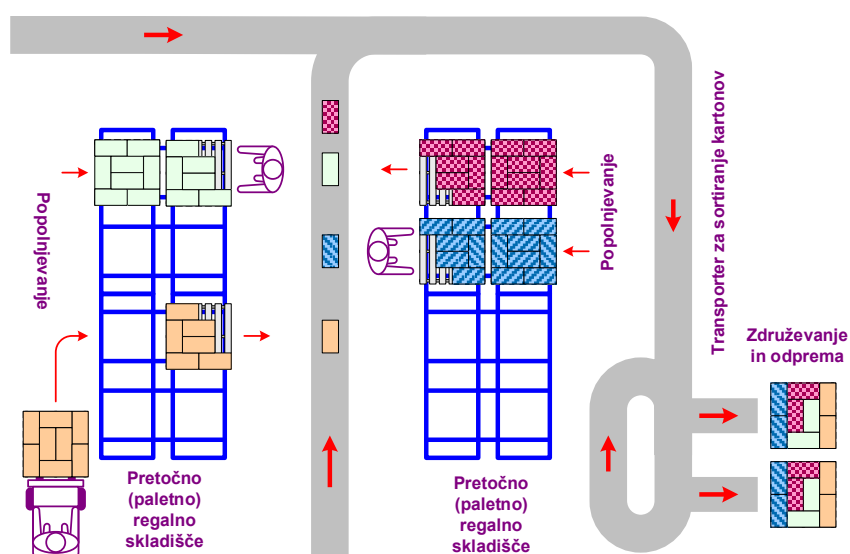 Popolnjevanje
Pretočno
(paletno)
regalno
skladišče
Popolnjevanje
Pretočno
(paletno)
regalno
skladišče
Transporter za sortiranje kartonov
Združevanje
in odprema